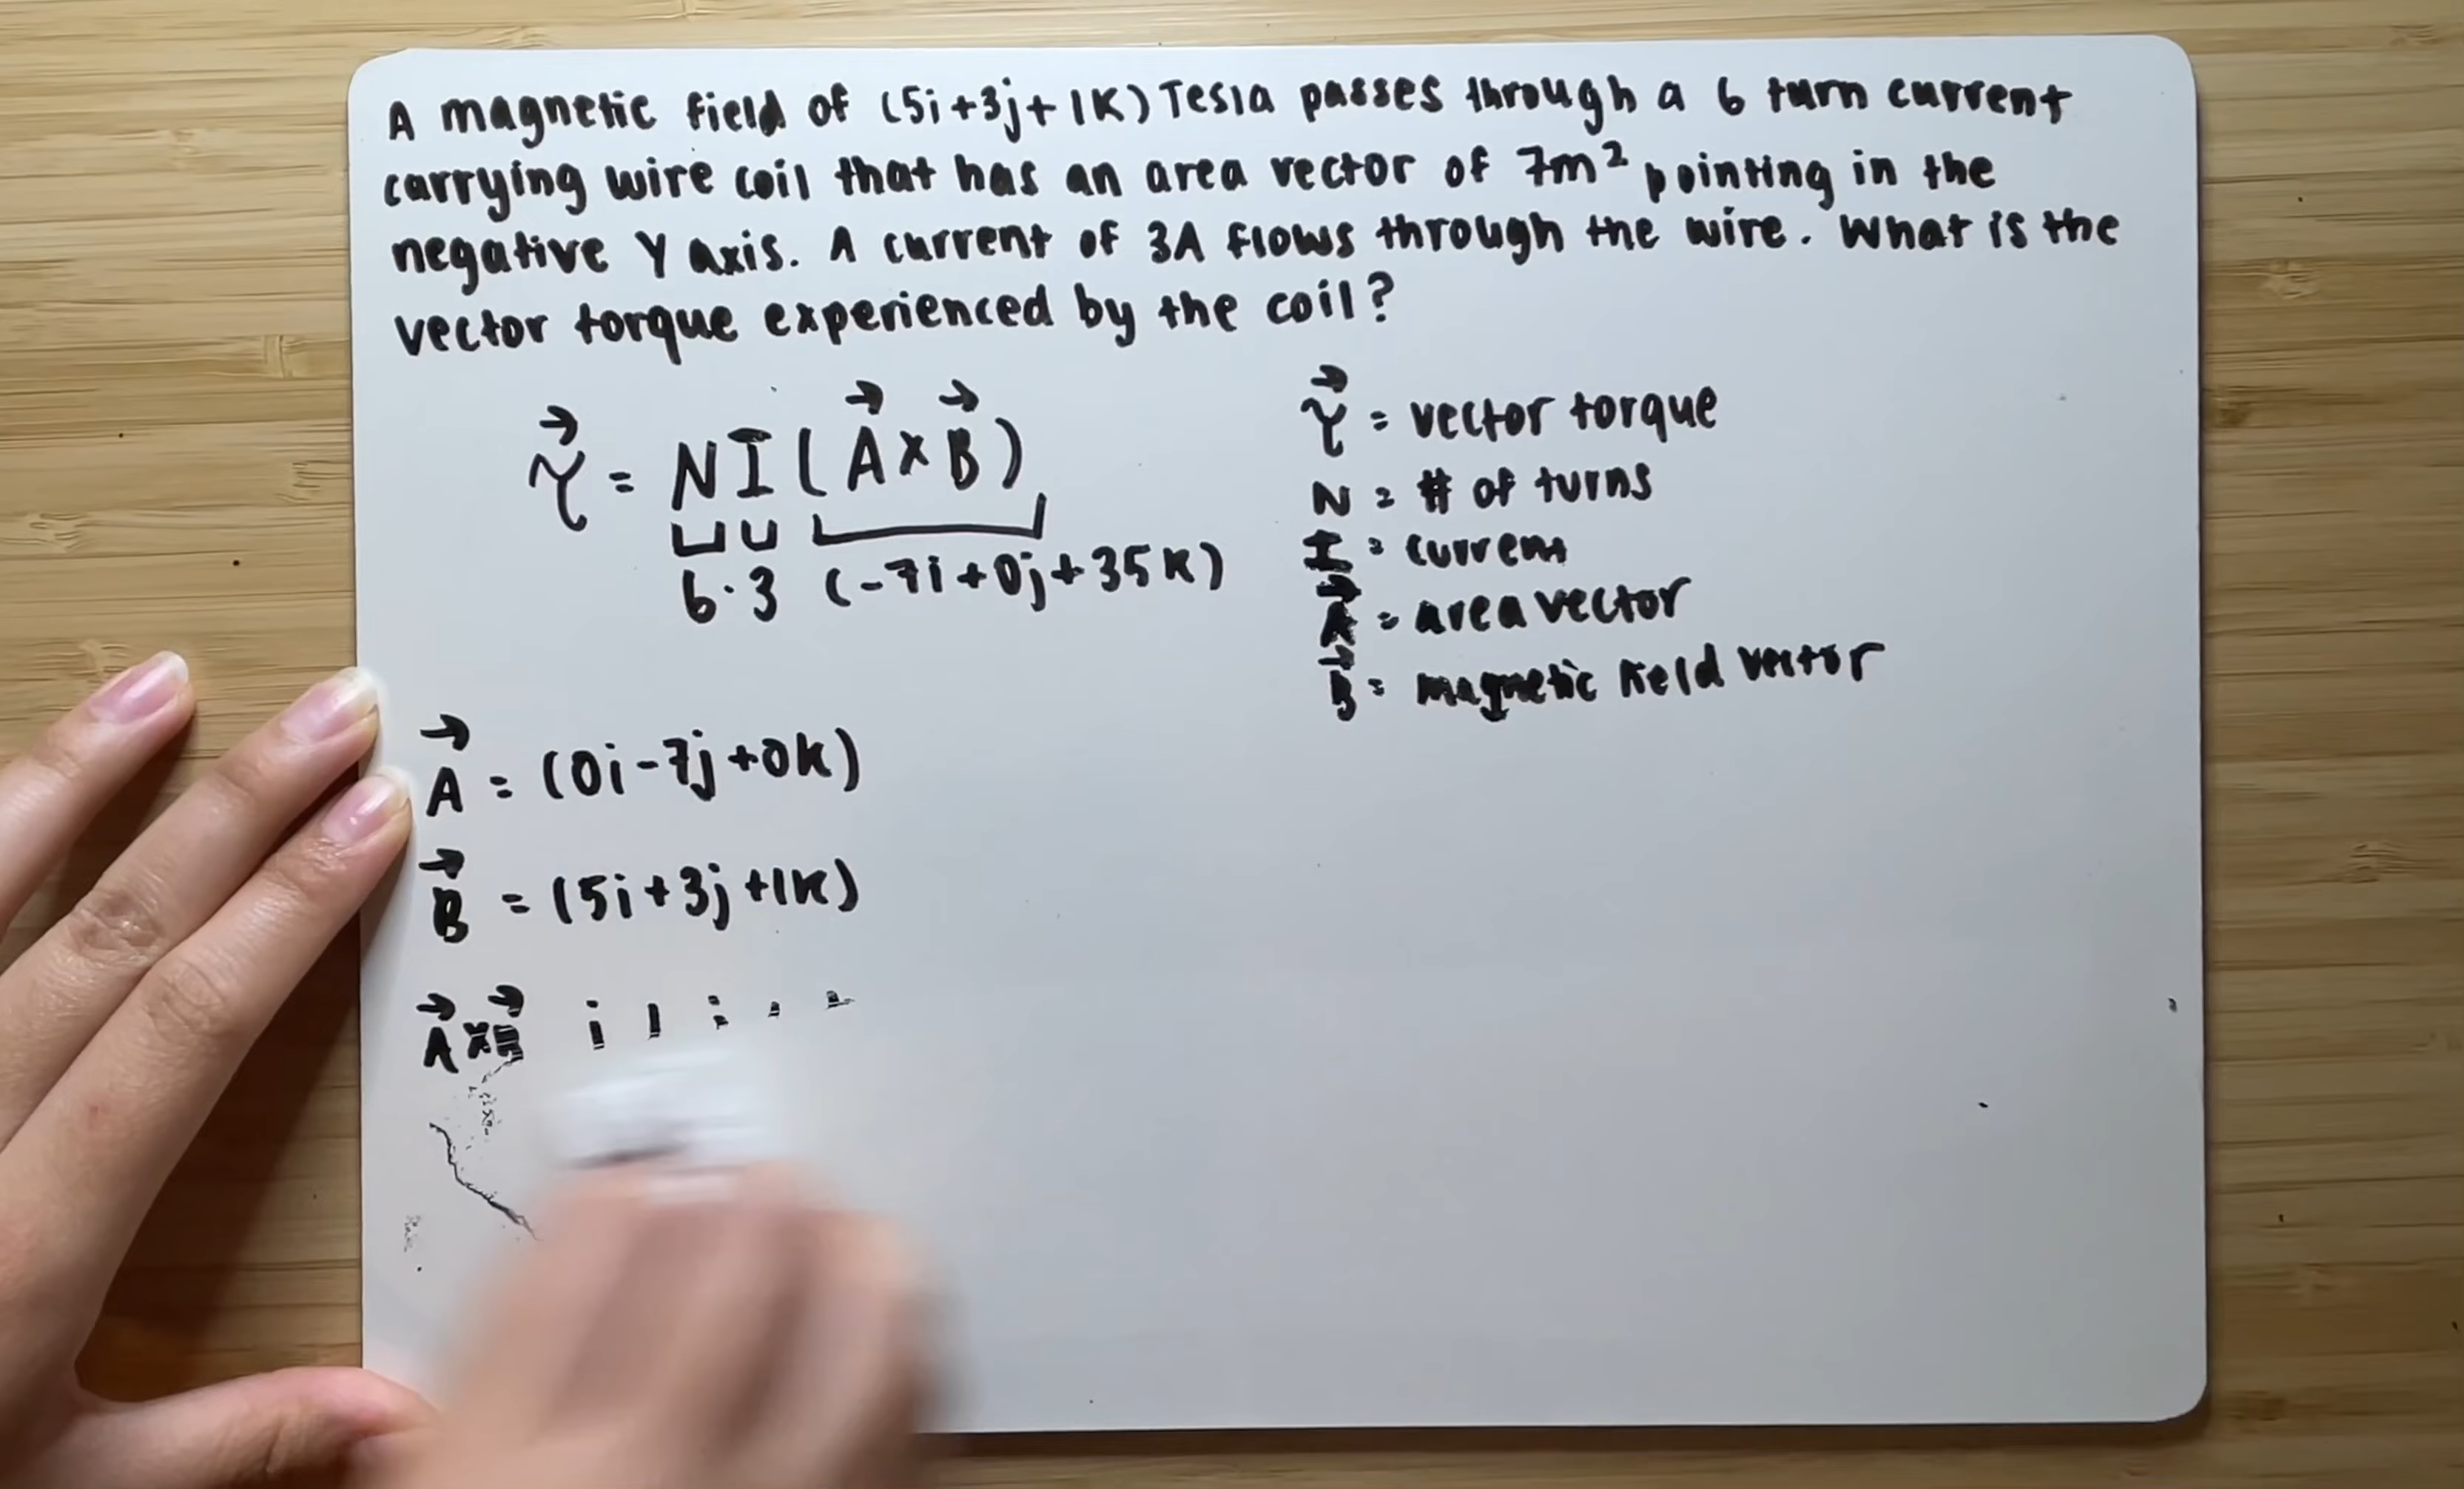 A magnetic field of (5i+3j+1K) Tesla passes through a 6 turn current
carrying wire coil that has an area vector of 7m² pointing in the
negative Y axis. A current of 3A flows through the wire. What is the
vector torque experienced by the coil?
τ⃗ = NI(A⃗ x B⃗)
6·3 (-7i+0j+35K)
τ⃗ = vector torque
N = # of turns
I = current
A⃗ = area vector
B⃗ = magnetic field vector
A⃗ = (0i-7j+0k)
B⃗ = (5i+3j+1K)
A⃗xB⃗ i